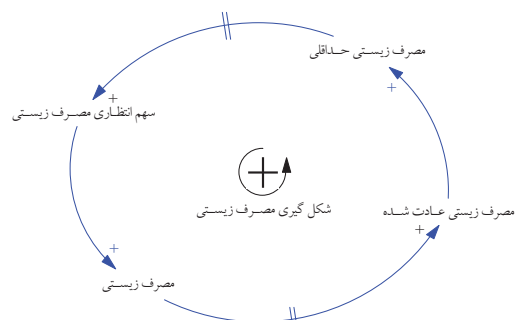 مصرف زیستی حداقلی
+
+
سهم انتظاری مصرف زیستی
+
شکل گیری مصرف زیستی
مصرف زیستی عادت شده
+
+
مصرف زیستی